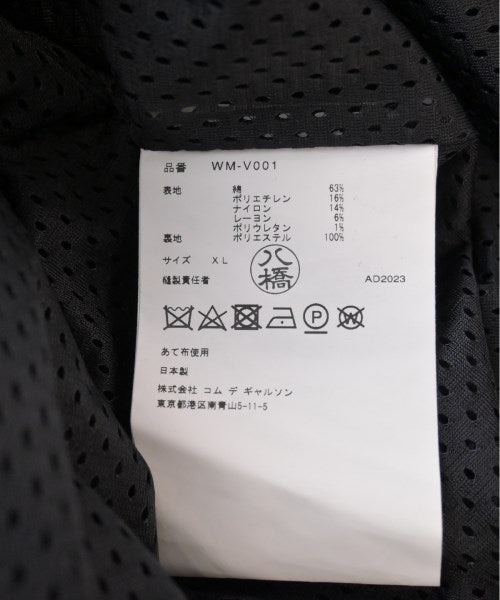 品番 WM-V001
表地 綿 63%
ポリエチレン 16%
ナイロン 14%
レーヨン 6%
ポリウレタン 1%
裏地 ポリエステル 100%
サイズ XL
八橋
縫製責任者 AD2023
P W
あて布使用
日本製
株式会社 コム デ ギャルソン
東京都港区南青山5-11-5